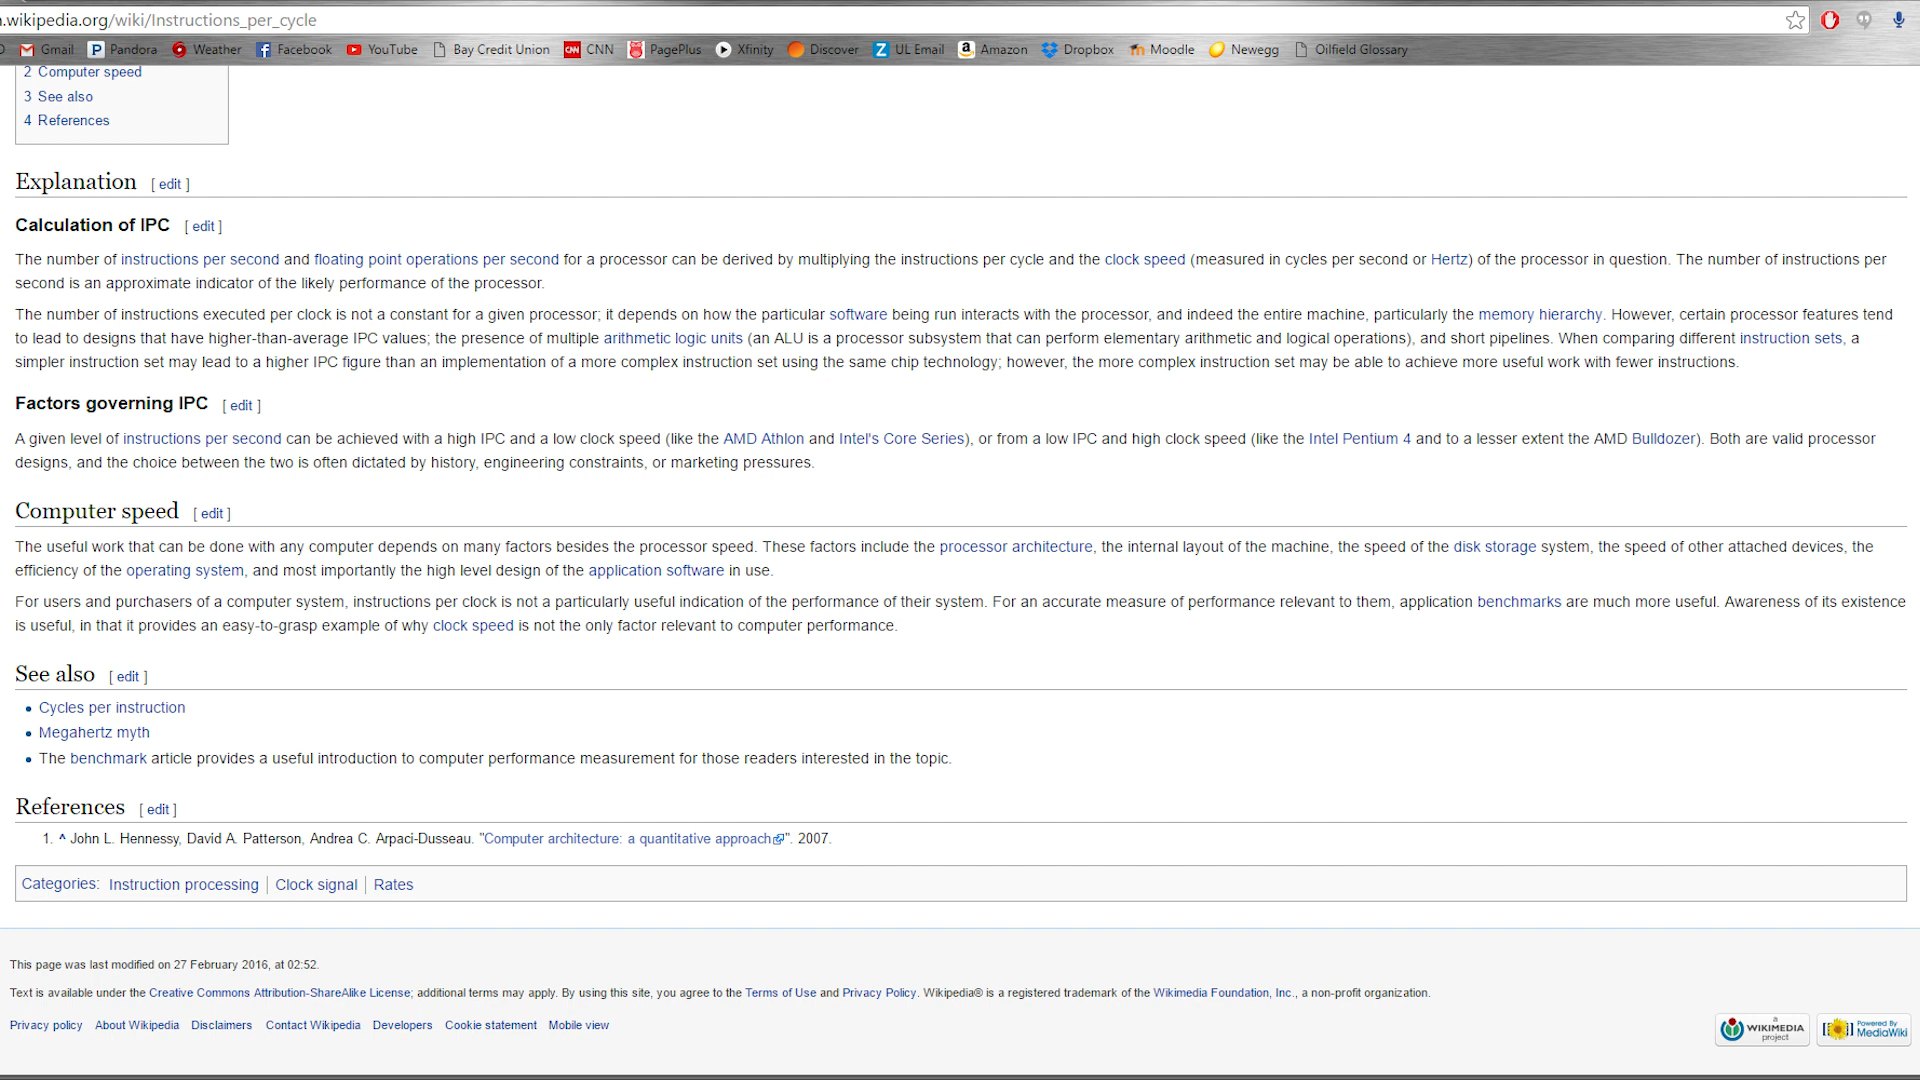 .wikipedia.org/wiki/Instructions_per_cycle
Gmail Pandora Weather Facebook YouTube Bay Credit Union CNN PagePlus Xfinity Discover UL Email Amazon Dropbox Moodle Newegg Oilfield Glossary
2 Computer speed
3 See also
4 References
Explanation [ edit ]
Calculation of IPC [ edit ]
The number of instructions per second and floating point operations per second for a processor can be derived by multiplying the instructions per cycle and the clock speed (measured in cycles per second or Hertz) of the processor in question. The number of instructions per
second is an approximate indicator of the likely performance of the processor.
The number of instructions executed per clock is not a constant for a given processor; it depends on how the particular software being run interacts with the processor, and indeed the entire machine, particularly the memory hierarchy. However, certain processor features tend
to lead to designs that have higher-than-average IPC values; the presence of multiple arithmetic logic units (an ALU is a processor subsystem that can perform elementary arithmetic and logical operations), and short pipelines. When comparing different instruction sets, a
simpler instruction set may lead to a higher IPC figure than an implementation of a more complex instruction set using the same chip technology; however, the more complex instruction set may be able to achieve more useful work with fewer instructions.
Factors governing IPC [ edit ]
A given level of instructions per second can be achieved with a high IPC and a low clock speed (like the AMD Athlon and Intel's Core Series), or from a low IPC and high clock speed (like the Intel Pentium 4 and to a lesser extent the AMD Bulldozer). Both are valid processor
designs, and the choice between the two is often dictated by history, engineering constraints, or marketing pressures.
Computer speed [ edit ]
The useful work that can be done with any computer depends on many factors besides the processor speed. These factors include the processor architecture, the internal layout of the machine, the speed of the disk storage system, the speed of other attached devices, the
efficiency of the operating system, and most importantly the high level design of the application software in use.
For users and purchasers of a computer system, instructions per clock is not a particularly useful indication of the performance of their system. For an accurate measure of performance relevant to them, application benchmarks are much more useful. Awareness of its existence
is useful, in that it provides an easy-to-grasp example of why clock speed is not the only factor relevant to computer performance.
See also [ edit ]
• Cycles per instruction
• Megahertz myth
• The benchmark article provides a useful introduction to computer performance measurement for those readers interested in the topic.
References [ edit ]
1. ^ John L. Hennessy, David A. Patterson, Andrea C. Arpaci-Dusseau. "Computer architecture: a quantitative approach". 2007.
Categories: Instruction processing | Clock signal | Rates
This page was last modified on 27 February 2016, at 02:52.
Text is available under the Creative Commons Attribution-ShareAlike License; additional terms may apply. By using this site, you agree to the Terms of Use and Privacy Policy. Wikipedia® is a registered trademark of the Wikimedia Foundation, Inc., a non-profit organization.
Privacy policy About Wikipedia Disclaimers Contact Wikipedia Developers Cookie statement Mobile view
a WIKIMEDIA project
Powered By MediaWiki